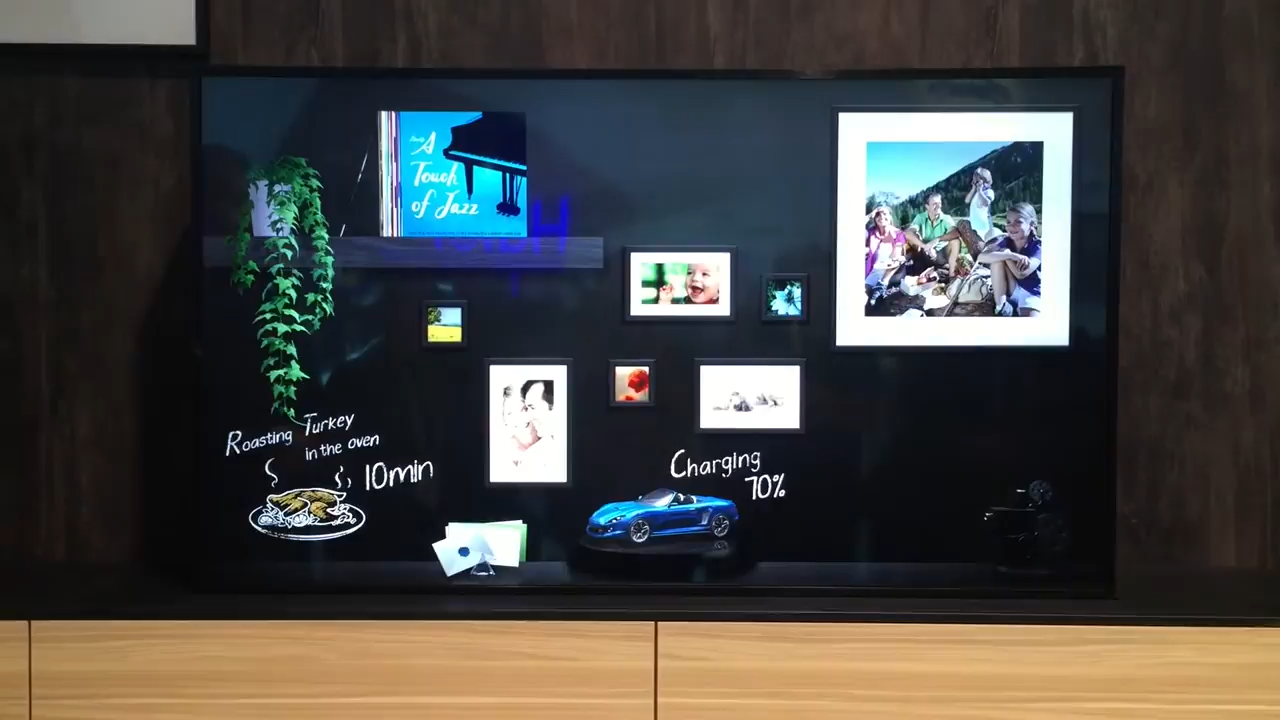 A
Touch
of Jazz
Roasting Turkey
in the oven
10min
Charging
70%